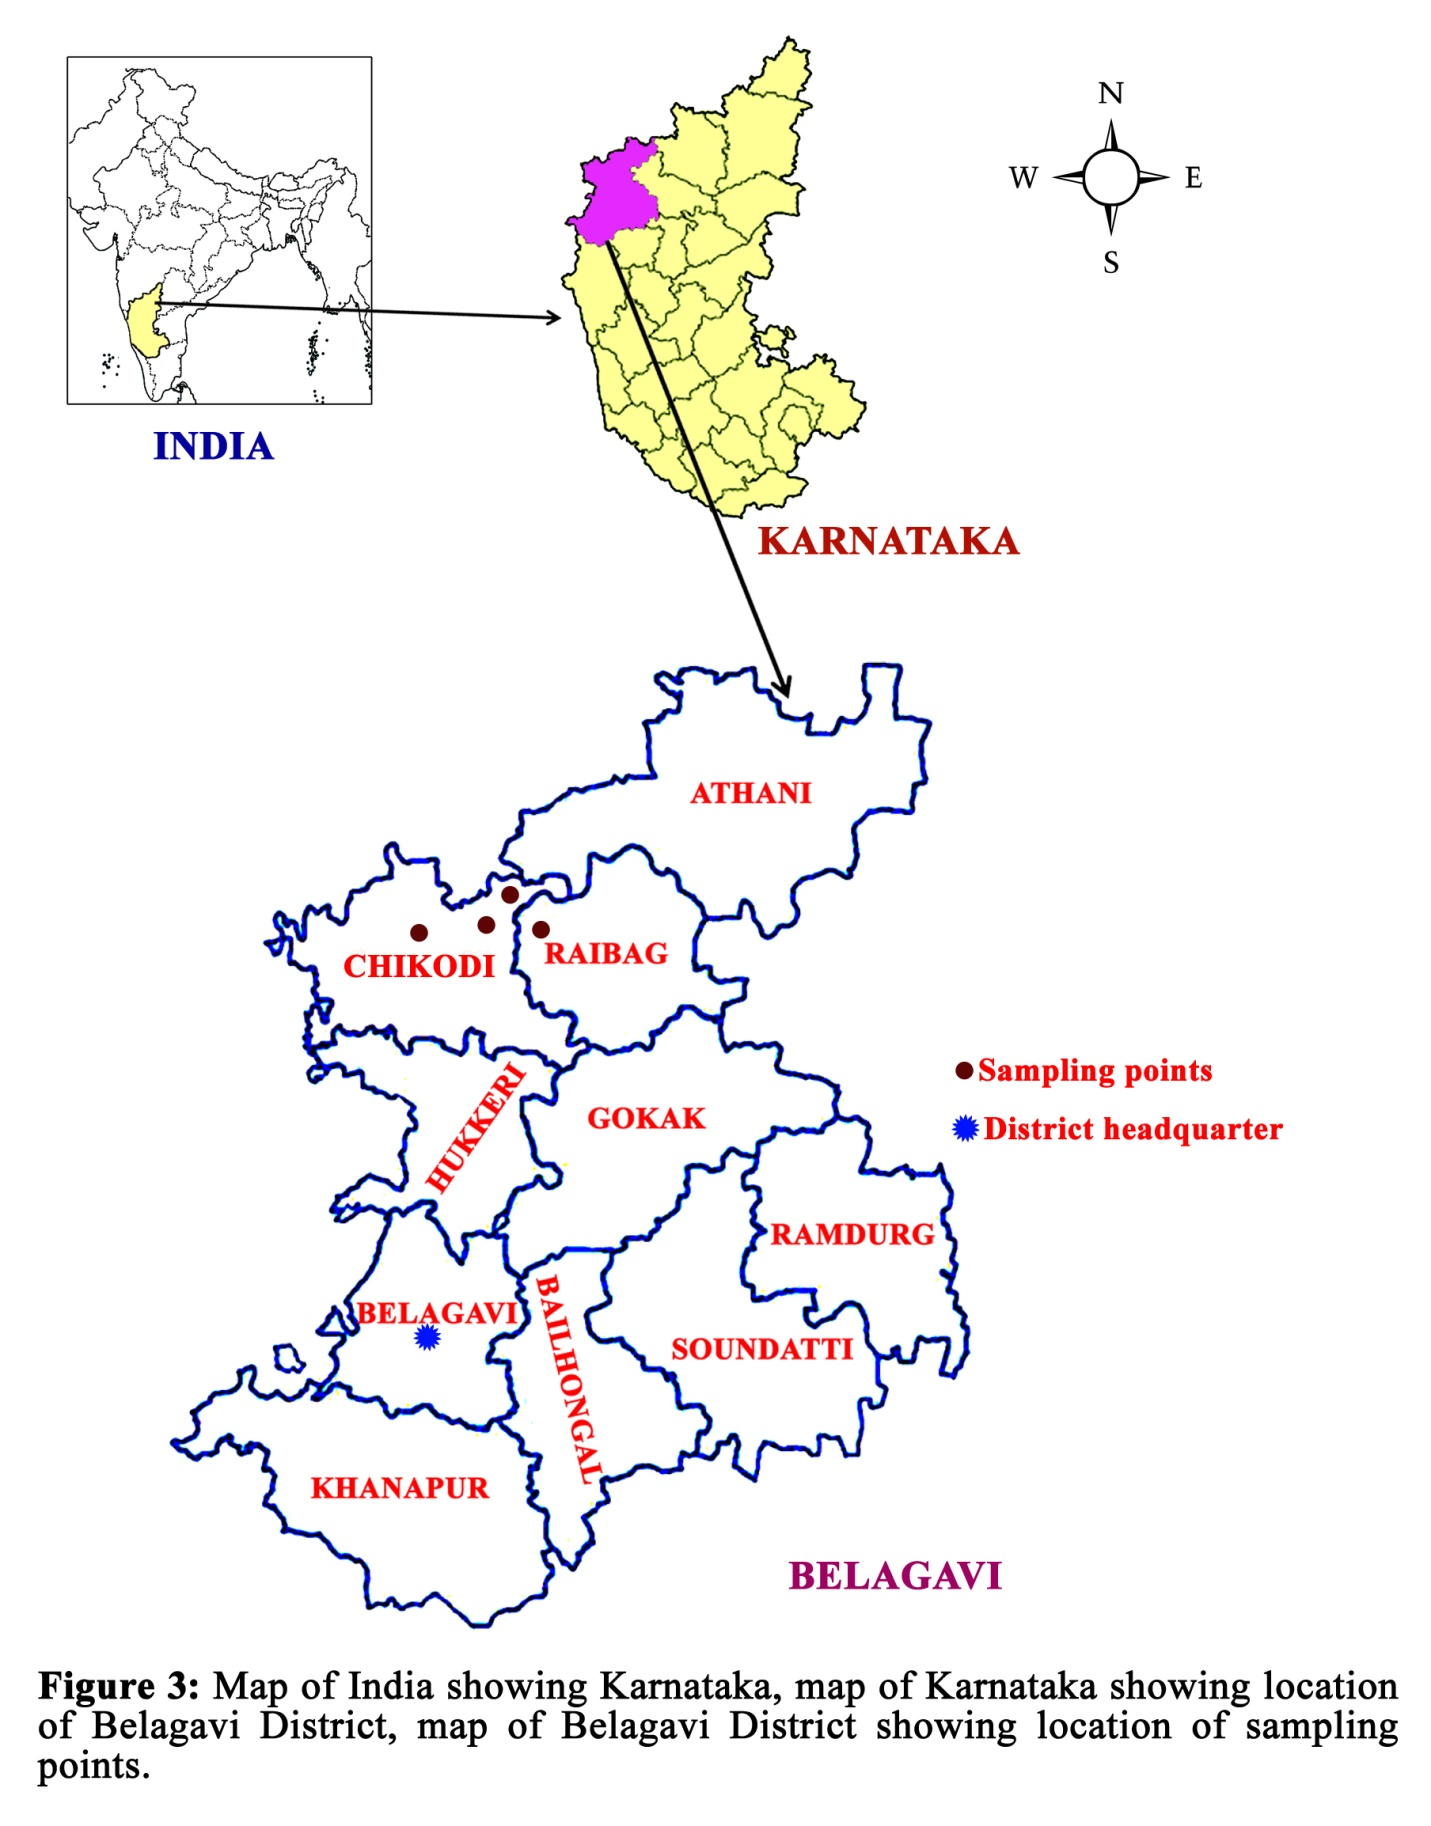 N
W E
S
INDIA
KARNATAKA
ATHANI
CHIKODI
RAIBAG
HUKKERI
GOKAK
Sampling points
District headquarter
RAMDURG
BELAGAVI
BAILHONGAL
SOUNDATTI
KHANAPUR
BELAGAVI
Figure 3: Map of India showing Karnataka, map of Karnataka showing location
of Belagavi District, map of Belagavi District showing location of sampling
points.